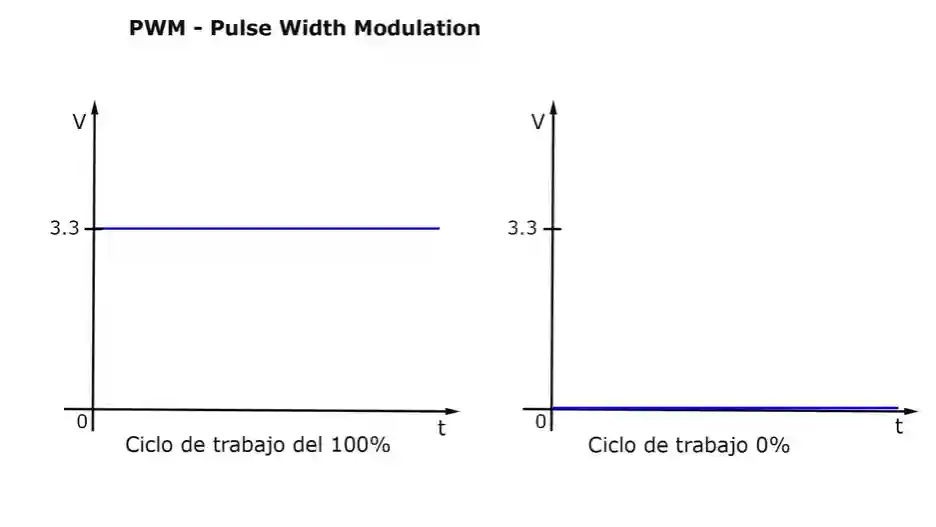 PWM - Pulse Width Modulation
V
3.3
0
t
Ciclo de trabajo del 100%
V
3.3
0
t
Ciclo de trabajo 0%